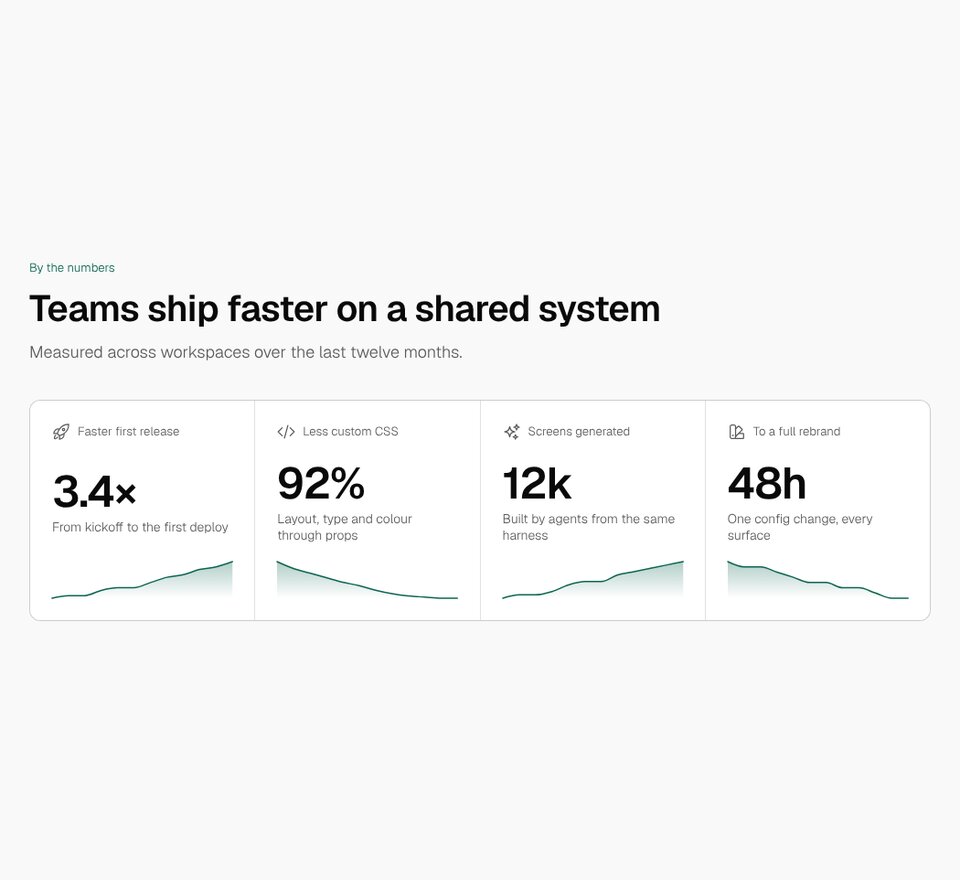 By the numbers
Teams ship faster on a shared system
Measured across workspaces over the last twelve months.
Faster first release
3.4×
From kickoff to the first deploy
Less custom CSS
92%
Layout, type and colour
through props
Screens generated
12k
Built by agents from the same
harness
To a full rebrand
48h
One config change, every
surface